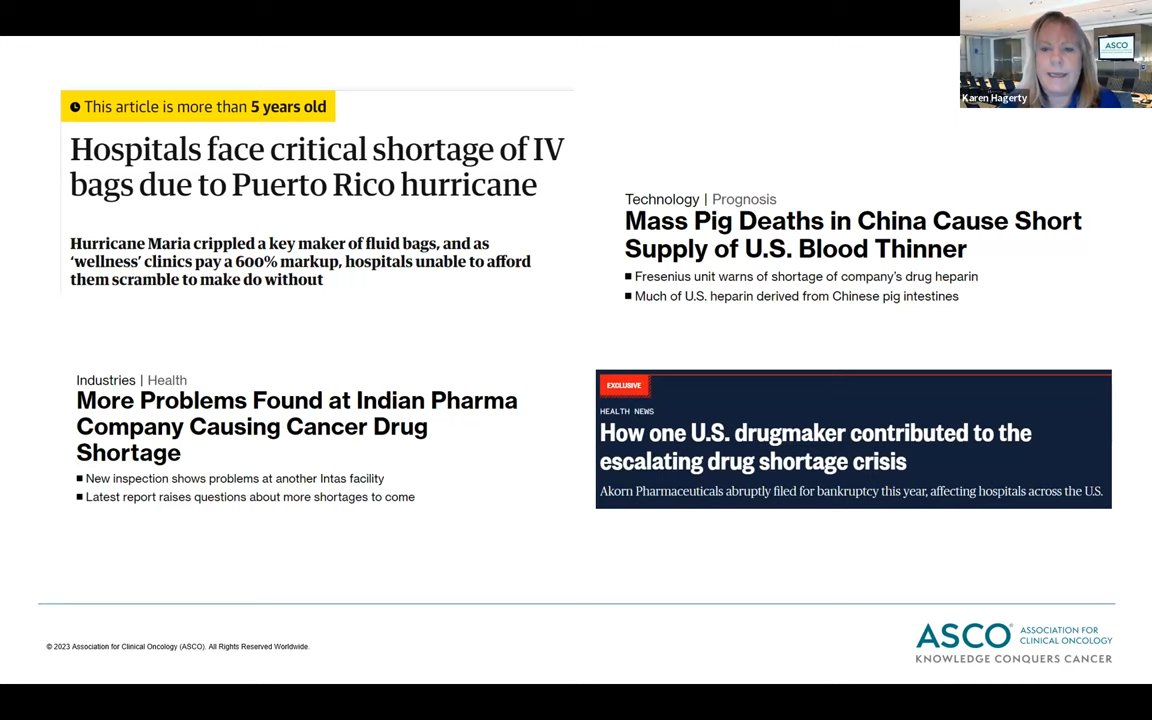 ASCO
Karen Hagerty
This article is more than 5 years old
Hospitals face critical shortage of IV
bags due to Puerto Rico hurricane
Hurricane Maria crippled a key maker of fluid bags, and as
‘wellness’ clinics pay a 600% markup, hospitals unable to afford
them scramble to make do without
Technology | Prognosis
Mass Pig Deaths in China Cause Short
Supply of U.S. Blood Thinner
■ Fresenius unit warns of shortage of company’s drug heparin
■ Much of U.S. heparin derived from Chinese pig intestines
Industries | Health
More Problems Found at Indian Pharma
Company Causing Cancer Drug
Shortage
■ New inspection shows problems at another Intas facility
■ Latest report raises questions about more shortages to come
EXCLUSIVE
HEALTH NEWS
How one U.S. drugmaker contributed to the
escalating drug shortage crisis
Akorn Pharmaceuticals abruptly filed for bankruptcy this year, affecting hospitals across the U.S.
© 2023 Association for Clinical Oncology (ASCO). All Rights Reserved Worldwide.
ASCO® ASSOCIATION FOR
CLINICAL ONCOLOGY
KNOWLEDGE CONQUERS CANCER